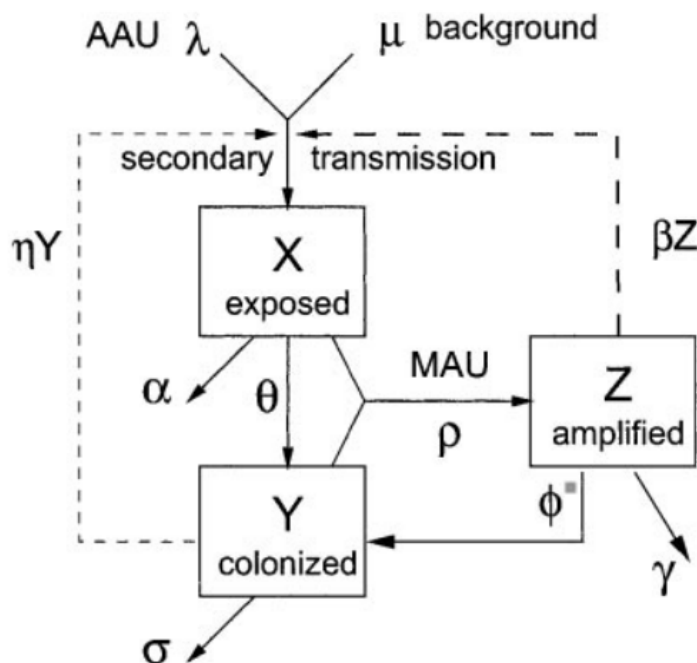 AAU λ μ background
secondary transmission
ηY βZ
X
exposed
MAU
Z
α θ ρ amplified
Y ϕ
colonized
γ
σ